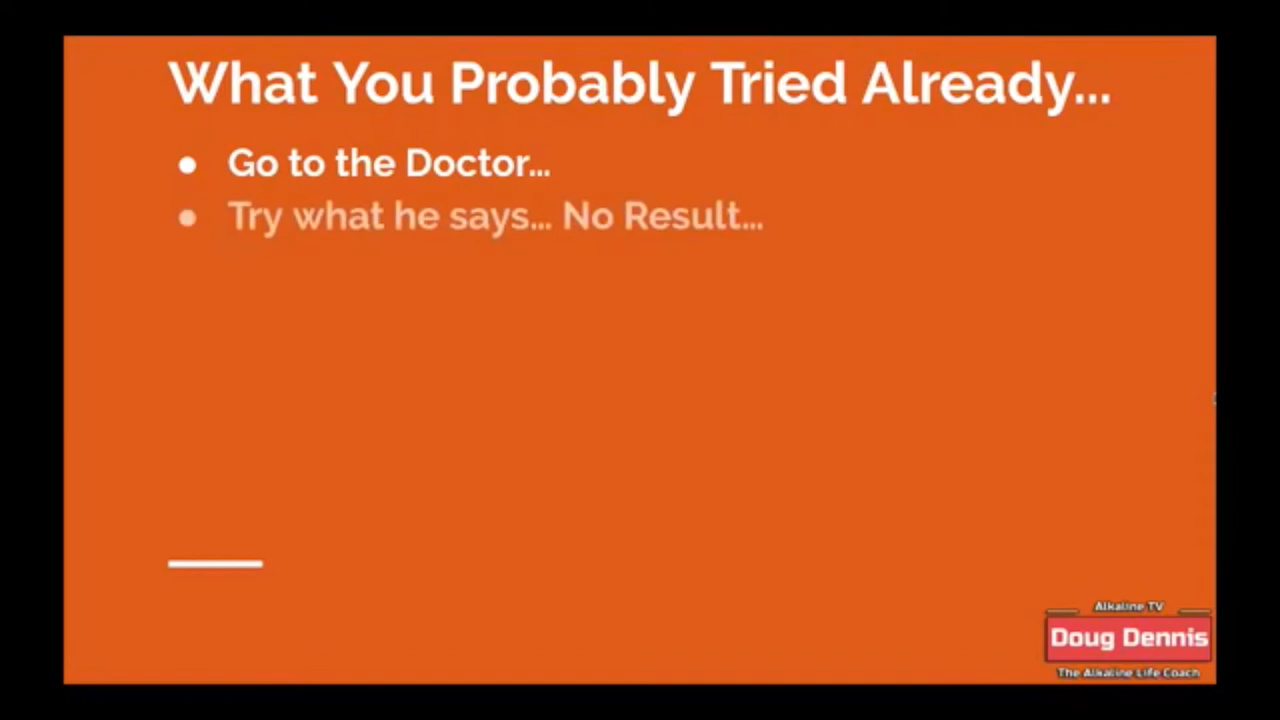 What You Probably Tried Already...
● Go to the Doctor...
● Try what he says... No Result...
Alkaline TV
Doug Dennis
The Alkaline Life Coach